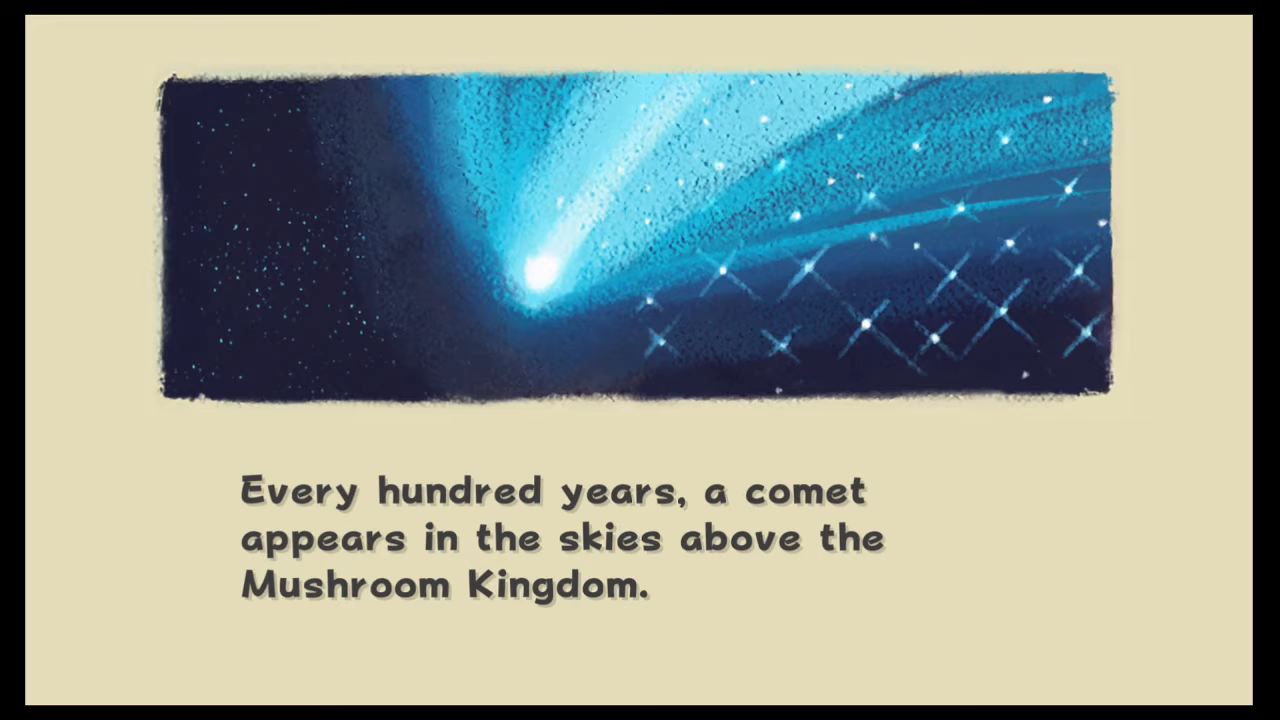 Every hundred years, a comet
appears in the skies above the
Mushroom Kingdom.